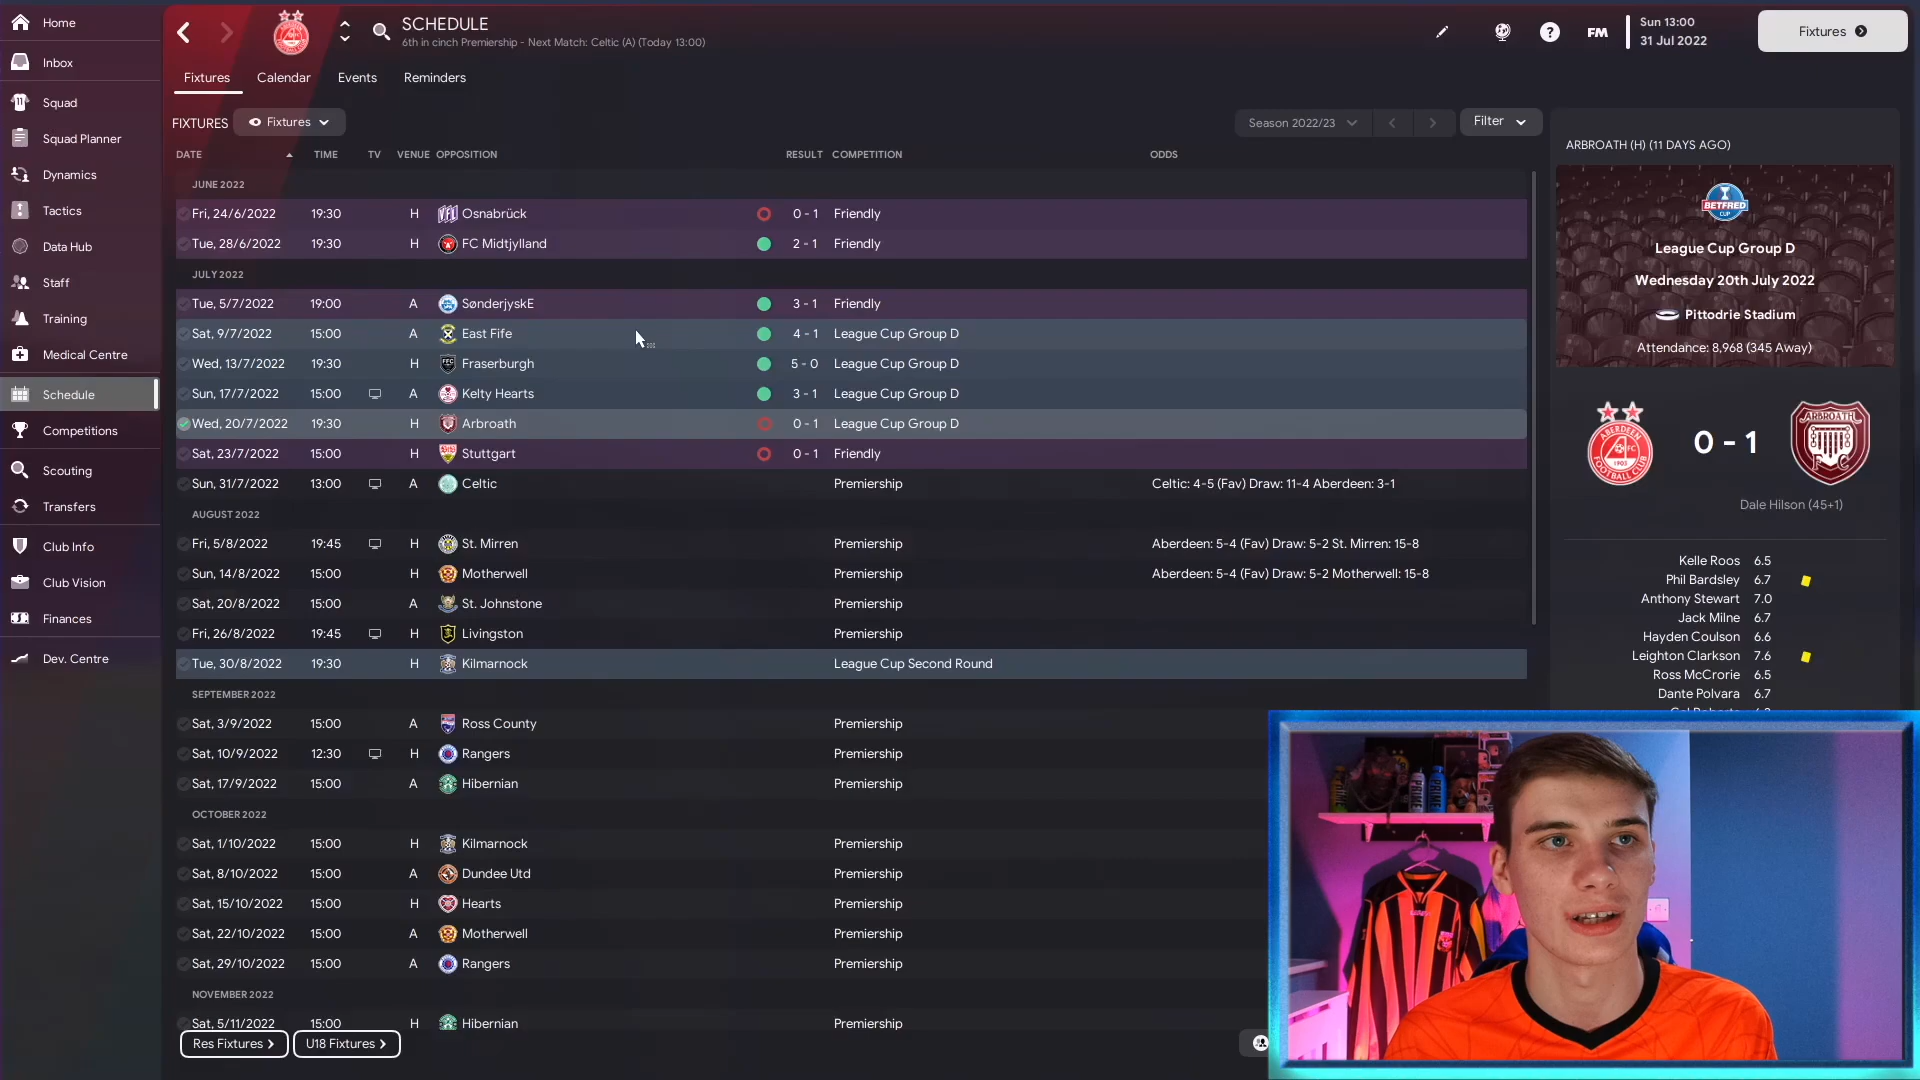 Home
Inbox
Squad
Squad Planner
Dynamics
Tactics
Data Hub
Staff
Training
Medical Centre
Schedule
Competitions
Scouting
Transfers
Club Info
Club Vision
Finances
Dev. Centre
SCHEDULE
6th in cinch Premiership - Next Match: Celtic (A) (Today 13:00)
FM
Sun 13:00
31 Jul 2022
Fixtures
Fixtures Calendar Events Reminders
FIXTURES Fixtures
Season 2022/23
Filter
DATE TIME TV VENUE OPPOSITION RESULT COMPETITION ODDS
JUNE 2022
Fri, 24/6/2022 19:30 H Osnabrück 0 - 1 Friendly
Tue, 28/6/2022 19:30 H FC Midtjylland 2 - 1 Friendly
JULY 2022
Tue, 5/7/2022 19:00 A SønderjyskE 3 - 1 Friendly
Sat, 9/7/2022 15:00 A East Fife 4 - 1 League Cup Group D
Wed, 13/7/2022 19:30 H Fraserburgh 5 - 0 League Cup Group D
Sun, 17/7/2022 15:00 A Kelty Hearts 3 - 1 League Cup Group D
Wed, 20/7/2022 19:30 H Arbroath 0 - 1 League Cup Group D
Sat, 23/7/2022 15:00 H Stuttgart 0 - 1 Friendly
Sun, 31/7/2022 13:00 A Celtic Premiership Celtic: 4-5 (Fav) Draw: 11-4 Aberdeen: 3-1
AUGUST 2022
Fri, 5/8/2022 19:45 H St. Mirren Premiership Aberdeen: 5-4 (Fav) Draw: 5-2 St. Mirren: 15-8
Sun, 14/8/2022 15:00 H Motherwell Premiership Aberdeen: 5-4 (Fav) Draw: 5-2 Motherwell: 15-8
Sat, 20/8/2022 15:00 A St. Johnstone Premiership
Fri, 26/8/2022 19:45 H Livingston Premiership
Tue, 30/8/2022 19:30 H Kilmarnock League Cup Second Round
SEPTEMBER 2022
Sat, 3/9/2022 15:00 A Ross County Premiership
Sat, 10/9/2022 12:30 H Rangers Premiership
Sat, 17/9/2022 15:00 A Hibernian Premiership
OCTOBER 2022
Sat, 1/10/2022 15:00 H Kilmarnock Premiership
Sat, 8/10/2022 15:00 A Dundee Utd Premiership
Sat, 15/10/2022 15:00 H Hearts Premiership
Sat, 22/10/2022 15:00 A Motherwell Premiership
Sat, 29/10/2022 15:00 A Rangers Premiership
NOVEMBER 2022
Sat, 5/11/2022 15:00 H Hibernian Premiership
Res Fixtures
U18 Fixtures
ARBROATH (H) (11 DAYS AGO)
BETFRED
CUP
League Cup Group D
Wednesday 20th July 2022
Pittodrie Stadium
Attendance: 8,968 (345 Away)
ABERDEEN
1903
FOOTBALL CLUB
0 - 1
ARBROATH
FC
Dale Hilson (45+1)
Kelle Roos 6.5
Phil Bardsley 6.7
Anthony Stewart 7.0
Jack Milne 6.7
Hayden Coulson 6.6
Leighton Clarkson 7.6
Ross McCrorie 6.5
Dante Polvara 6.7
PRIME
PRIME